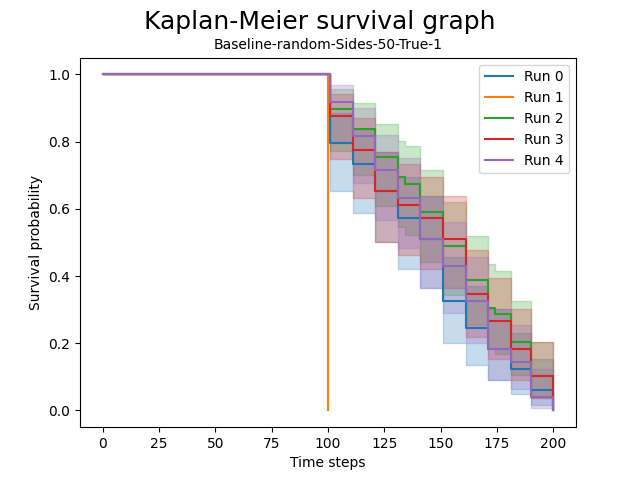 Kaplan-Meier survival graph
Baseline-random-Sides-50-True-1
Run 0
Run 1
Run 2
Run 3
Run 4
Survival probability
1.0
0.8
0.6
0.4
0.2
0.0
0 25 50 75 100 125 150 175 200
Time steps